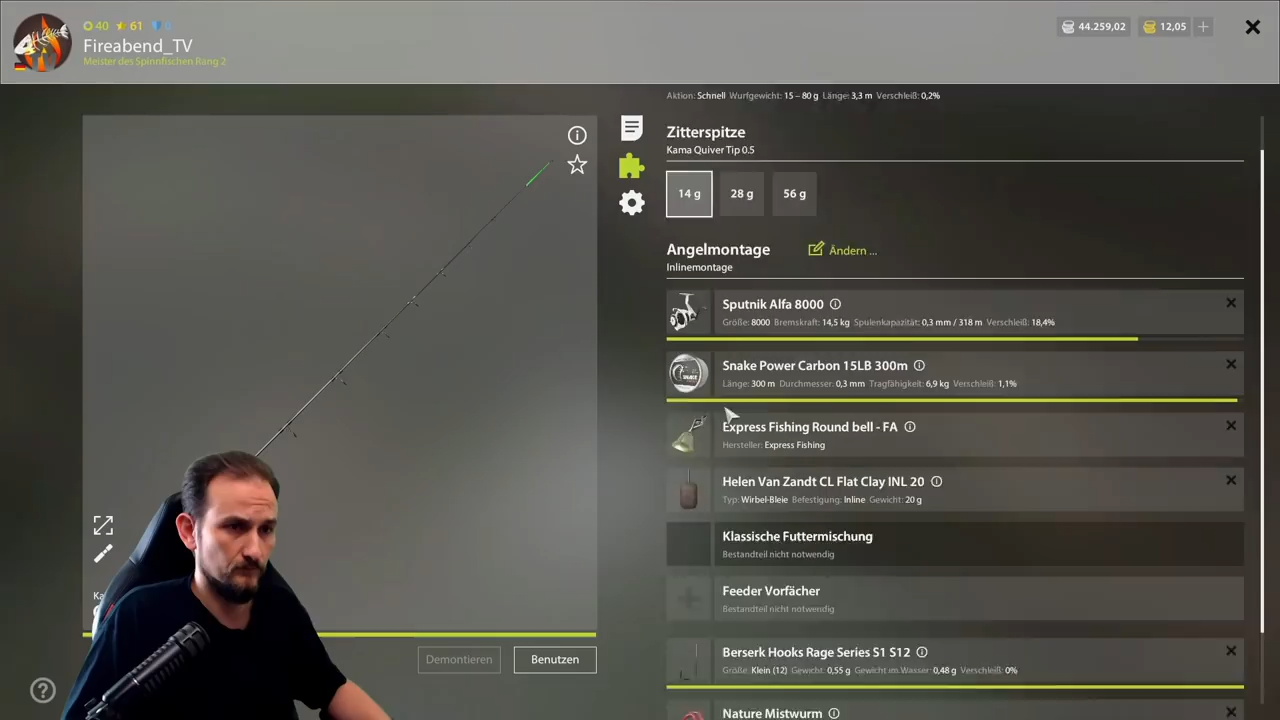 40 61
Fireabend_TV
Meister des Spinnfischen Rang 2
44.259,02
12,05
Aktion: Schnell Wurfgewicht: 15 – 80 g Länge: 3,3 m Verschleiß: 0,2%
Zitterspitze
Kama Quiver Tip 0.5
14 g 28 g 56 g
Angelmontage Ändern ...
Inlinemontage
Sputnik Alfa 8000
Größe: 8000 Bremskraft: 14,5 kg Spulenkapazität: 0,3 mm / 318 m Verschleiß: 18,4%
Snake Power Carbon 15LB 300m
Länge: 300 m Durchmesser: 0,3 mm Tragfähigkeit: 6,9 kg Verschleiß: 1,1%
Express Fishing Round bell - FA
Hersteller: Express Fishing
Helen Van Zandt CL Flat Clay INL 20
Typ: Wirbel-Bleie Befestigung: Inline Gewicht: 20 g
Klassische Futtermischung
Bestandteil nicht notwendig
Feeder Vorfächer
Bestandteil nicht notwendig
Berserk Hooks Rage Series S1 S12
Größe: Klein (12) Gewicht: 0,55 g Gewicht im Wasser: 0,48 g Verschleiß: 0%
Nature Mistwurm
Demontieren
Benutzen